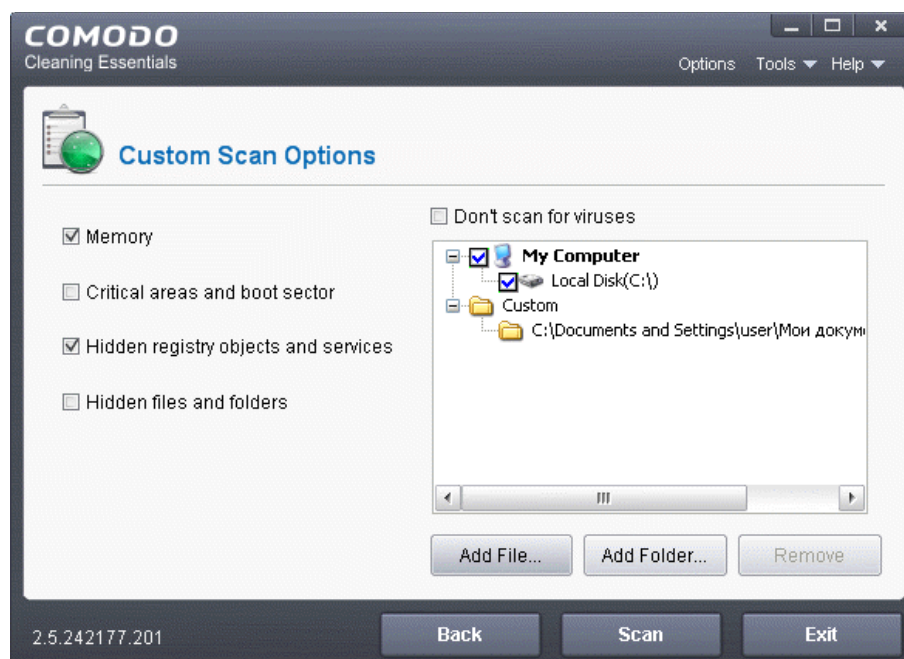 COMODO
Cleaning Essentials
Options Tools Help
Custom Scan Options
Memory
Critical areas and boot sector
Hidden registry objects and services
Hidden files and folders
Don't scan for viruses
My Computer
Local Disk(C:\)
Custom
C:\Documents and Settings\user\Мои докум
Add File... Add Folder... Remove
2.5.242177.201
Back Scan Exit